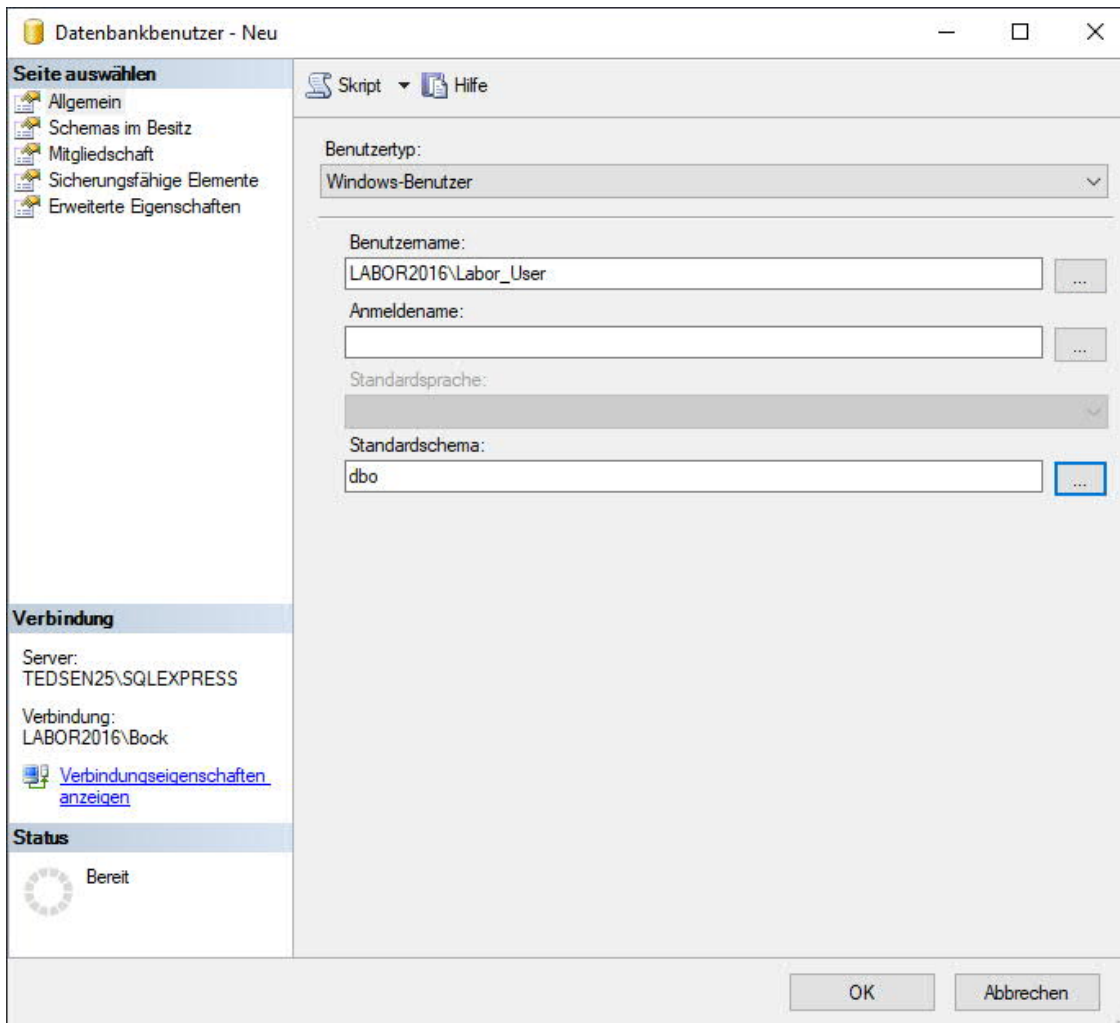 Datenbankbenutzer - Neu
Seite auswählen
Allgemein
Schemas im Besitz
Mitgliedschaft
Sicherungsfähige Elemente
Erweiterte Eigenschaften
Skript
Hilfe
Benutzertyp:
Windows-Benutzer
Benutzername:
LABOR2016\Labor_User
...
Anmeldename:
...
Standardsprache:
Standardschema:
dbo
...
Verbindung
Server:
TEDSEN25\SQLEXPRESS
Verbindung:
LABOR2016\Bock
Verbindungseigenschaften
anzeigen
Status
Bereit
OK
Abbrechen